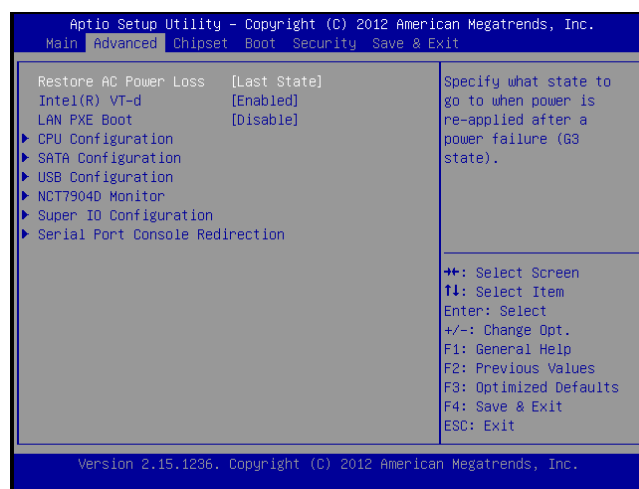 Aptio Setup Utility – Copyright (C) 2012 American Megatrends, Inc.
Main Advanced Chipset Boot Security Save & Exit
Restore AC Power Loss [Last State]
Intel(R) VT-d [Enabled]
LAN PXE Boot [Disable]
▶ CPU Configuration
▶ SATA Configuration
▶ USB Configuration
▶ NCT7904D Monitor
▶ Super IO Configuration
▶ Serial Port Console Redirection
Specify what state to
go to when power is
re-applied after a
power failure (G3
state).
→←: Select Screen
↑↓: Select Item
Enter: Select
+/-: Change Opt.
F1: General Help
F2: Previous Values
F3: Optimized Defaults
F4: Save & Exit
ESC: Exit
Version 2.15.1236. Copyright (C) 2012 American Megatrends, Inc.